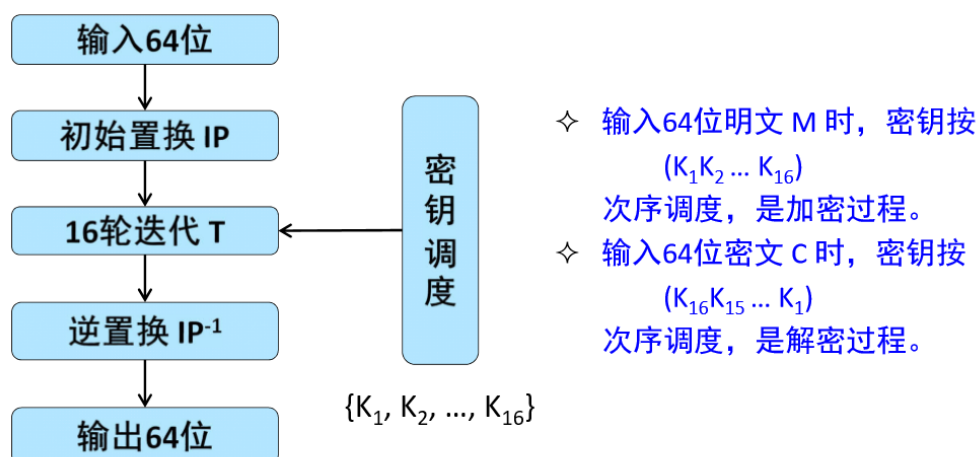 输入64位
初始置换 IP
16轮迭代 T
逆置换 IP⁻¹
输出64位
密钥调度
{K₁, K₂, …, K₁₆}
✧ 输入64位明文 M 时，密钥按
(K₁K₂ … K₁₆)
次序调度，是加密过程。
✧ 输入64位密文 C 时，密钥按
(K₁₆K₁₅ … K₁)
次序调度，是解密过程。